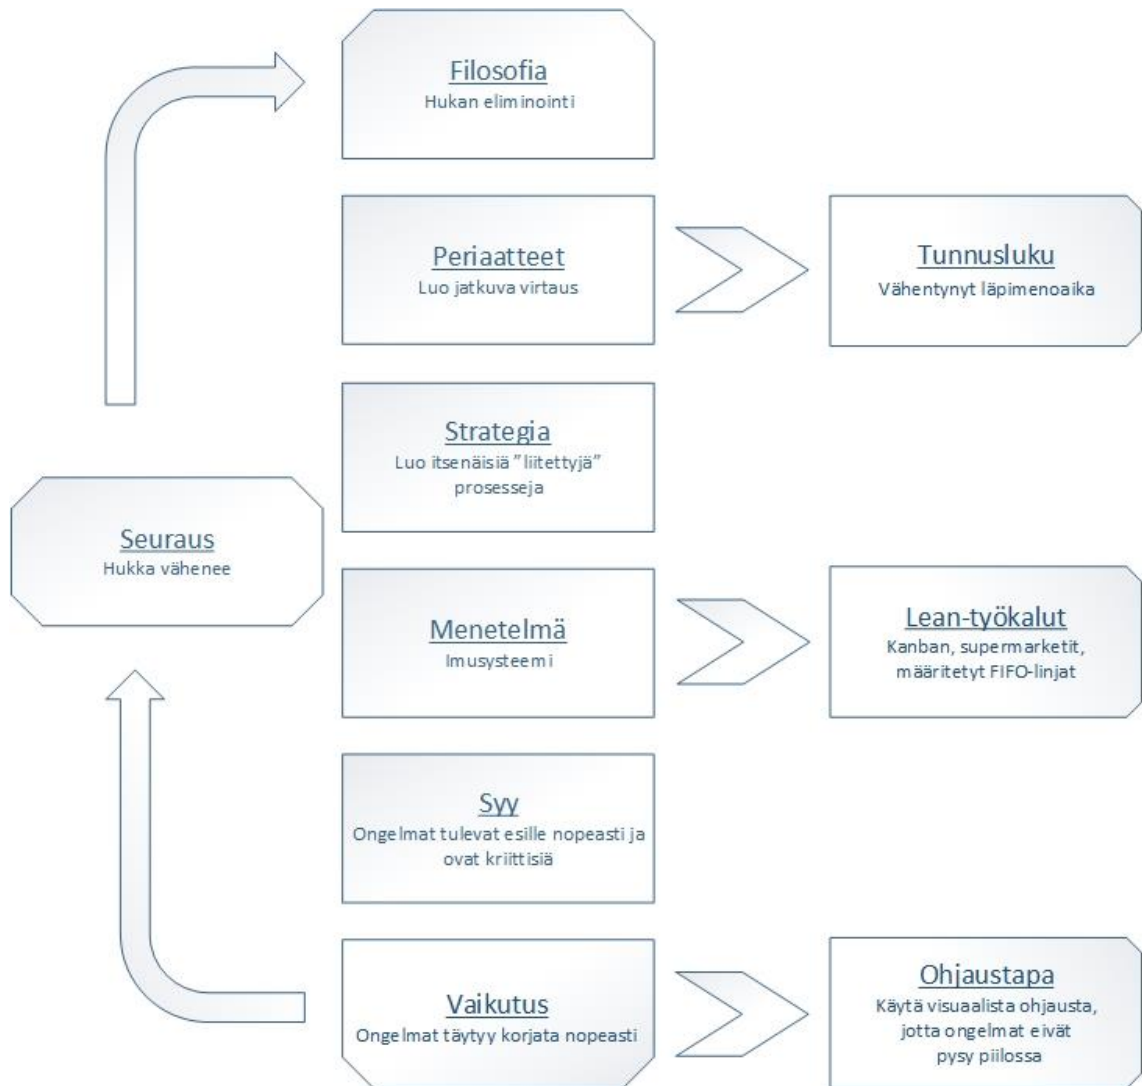 Filosofia
Hukan eliminointi
Periaatteet
Luo jatkuva virtaus
Tunnusluku
Vähentynyt läpimenoaika
Strategia
Luo itsenäisiä ”liitettyjä”
prosesseja
Seuraus
Hukka vähenee
Menetelmä
Imusysteemi
Lean-työkalut
Kanban, supermarketit,
määritetyt FIFO-linjat
Syy
Ongelmat tulevat esille nopeasti ja
ovat kriittisiä
Vaikutus
Ongelmat täytyy korjata nopeasti
Ohjaustapa
Käytä visuaalista ohjausta,
jotta ongelmat eivät
pysy piilossa